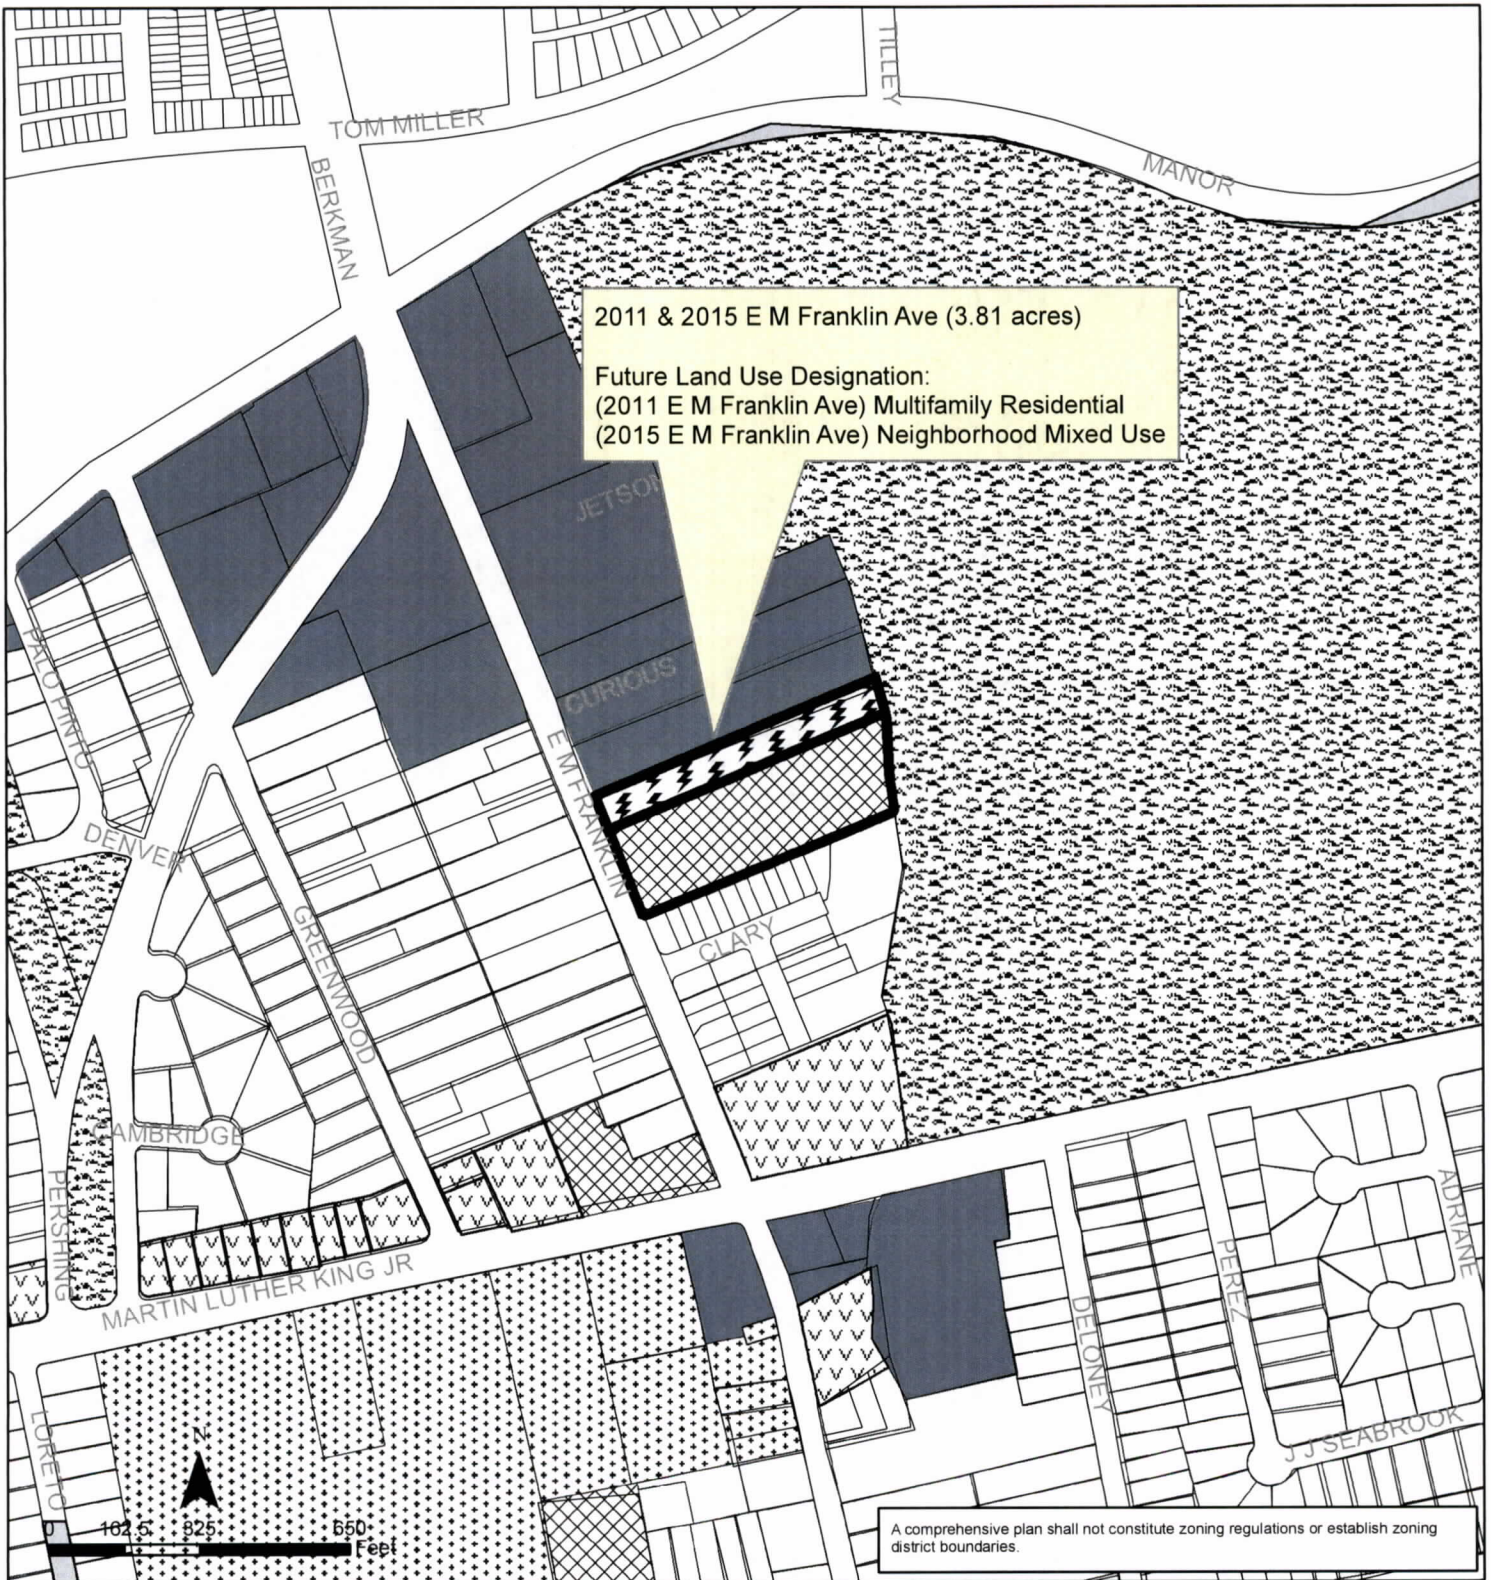 TILLEY
TOM MILLER
BERKMAN
MANOR
2011 & 2015 E M Franklin Ave (3.81 acres)
Future Land Use Designation:
(2011 E M Franklin Ave) Multifamily Residential
(2015 E M Franklin Ave) Neighborhood Mixed Use
JETSON
PALO PINTO
CURIOUS
E M FRANKLIN
DENVER
GREENWOOD
CLARY
CAMBRIDGE
PERSHING
ADRIANE
PEREZ
MARTIN LUTHER KING JR
DELONEY
LORETO
J J SEABROOK
N
0 162.5 325 650
Feet
A comprehensive plan shall not constitute zoning regulations or establish zoning
district boundaries.